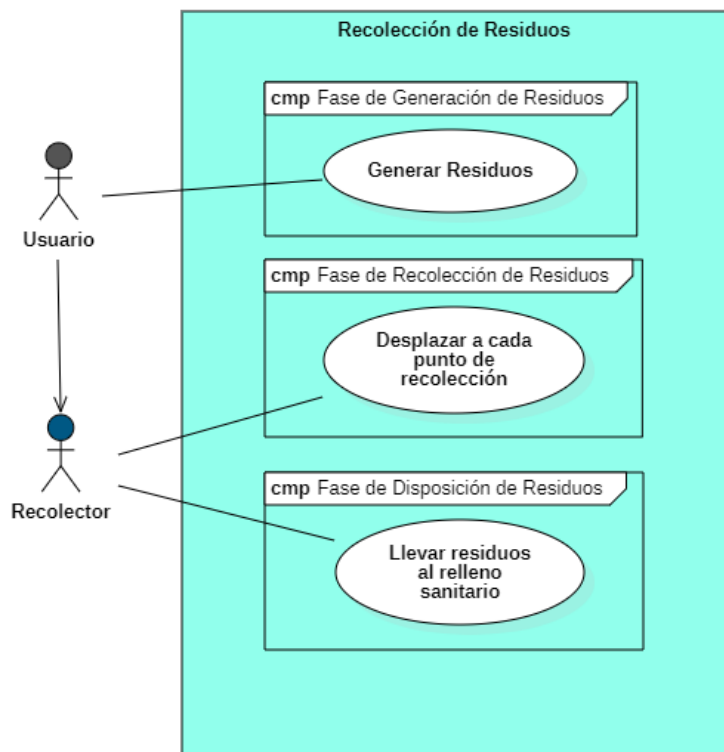 Recolección de Residuos
cmp Fase de Generación de Residuos
Generar Residuos
Usuario
cmp Fase de Recolección de Residuos
Desplazar a cada
punto de
recolección
Recolector
cmp Fase de Disposición de Residuos
Llevar residuos
al relleno
sanitario